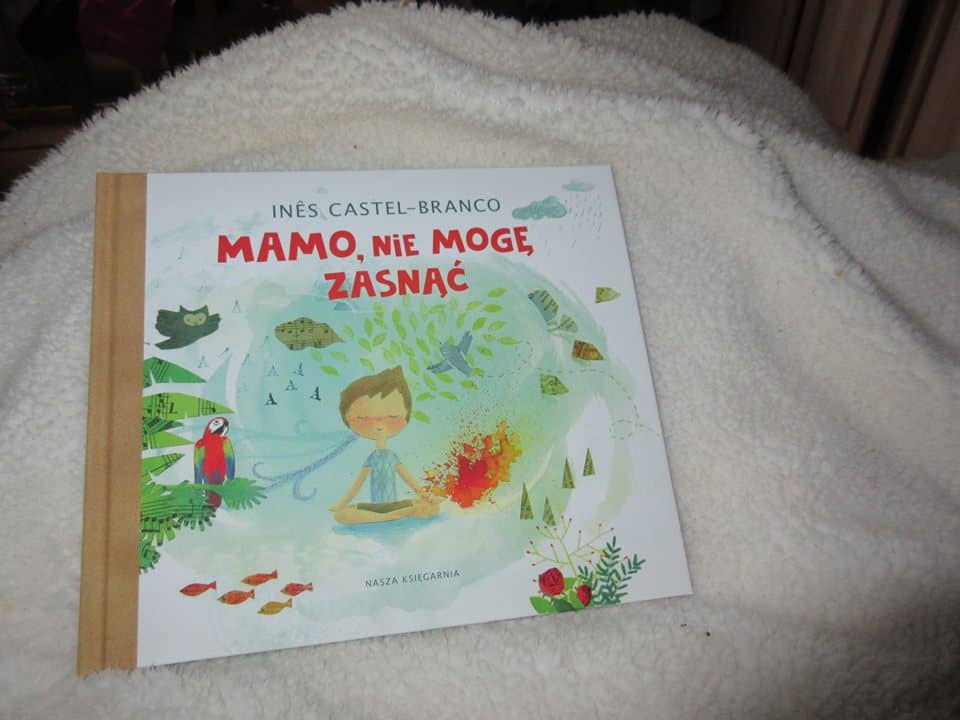 INÊS CASTEL-BRANCO
MAMO, NiE MOGĘ
ZASNĄĆ
A
A A
A A A
A A
A
NASZA KSIĘGARNIA